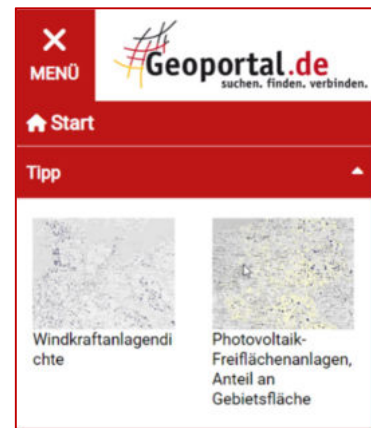 MENÜ
Geoportal.de
suchen. finden. verbinden.
Start
Tipp
Windkraftanlagendi
chte
Photovoltaik-
Freiflächenanlagen,
Anteil an
Gebietsfläche